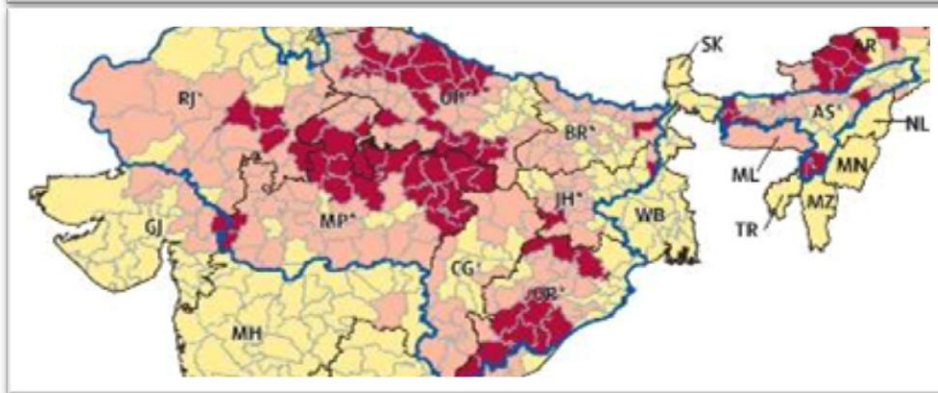 SK
AR
RJ*
UP*
AS*
NL
BR*
ML
MN
JH*
MP*
WB
MZ
GJ
TR
CG*
OR*
MH